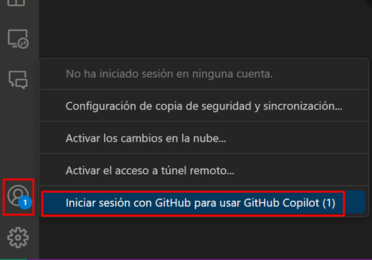 No ha iniciado sesión en ninguna cuenta.
Configuración de copia de seguridad y sincronización...
Activar los cambios en la nube...
Activar el acceso a túnel remoto...
1
Iniciar sesión con GitHub para usar GitHub Copilot (1)